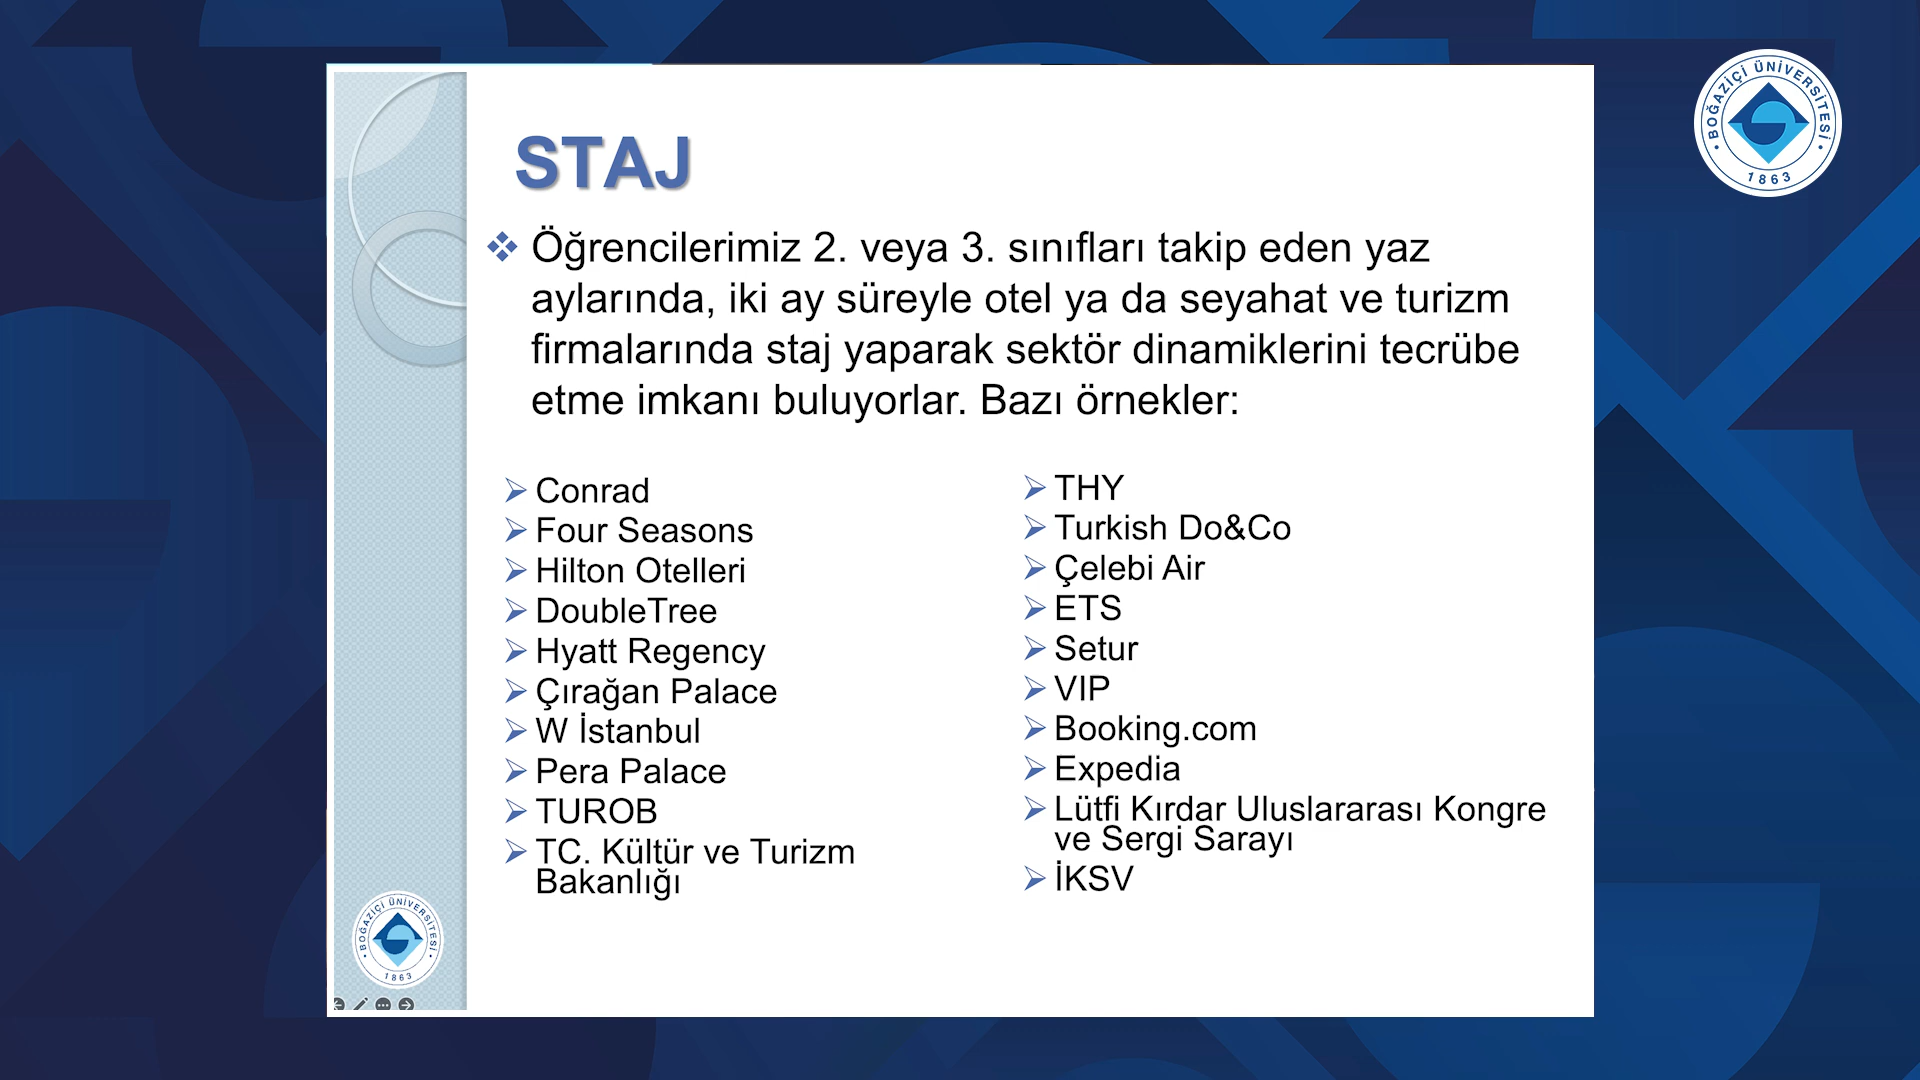 BOĞAZİÇİ ÜNİVERSİTESİ
1863
STAJ
Öğrencilerimiz 2. veya 3. sınıfları takip eden yaz
aylarında, iki ay süreyle otel ya da seyahat ve turizm
firmalarında staj yaparak sektör dinamiklerini tecrübe
etme imkanı buluyorlar. Bazı örnekler:
Conrad
Four Seasons
Hilton Otelleri
DoubleTree
Hyatt Regency
Çırağan Palace
W İstanbul
Pera Palace
TUROB
TC. Kültür ve Turizm
Bakanlığı
THY
Turkish Do&Co
Çelebi Air
ETS
Setur
VIP
Booking.com
Expedia
Lütfi Kırdar Uluslararası Kongre
ve Sergi Sarayı
İKSV
BOĞAZİÇİ ÜNİVERSİTESİ
1863